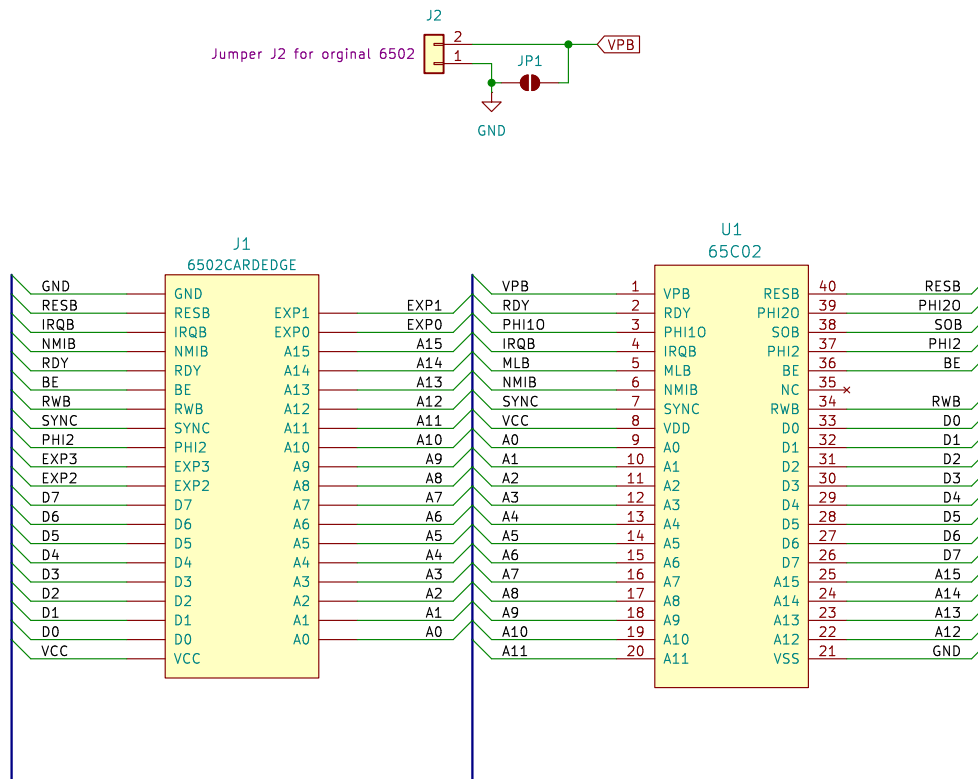 J2
2
VPB
Jumper J2 for orginal 6502
1
JP1
GND
J1
6502CARDEDGE
U1
65C02
GND GND
RESB RESB EXP1 EXP1
IRQB IRQB EXP0 EXP0
NMIB NMIB A15 A15
RDY RDY A14 A14
BE BE A13 A13
RWB RWB A12 A12
SYNC SYNC A11 A11
PHI2 PHI2 A10 A10
EXP3 EXP3 A9 A9
EXP2 EXP2 A8 A8
D7 D7 A7 A7
D6 D6 A6 A6
D5 D5 A5 A5
D4 D4 A4 A4
D3 D3 A3 A3
D2 D2 A2 A2
D1 D1 A1 A1
D0 D0 A0 A0
VCC VCC
VPB 1 VPB RESB 40 RESB
RDY 2 RDY PHI2O 39 PHI2O
PHI1O 3 PHI1O SOB 38 SOB
IRQB 4 IRQB PHI2 37 PHI2
MLB 5 MLB BE 36 BE
NMIB 6 NMIB NC 35
SYNC 7 SYNC RWB 34 RWB
VCC 8 VDD D0 33 D0
A0 9 A0 D1 32 D1
A1 10 A1 D2 31 D2
A2 11 A2 D3 30 D3
A3 12 A3 D4 29 D4
A4 13 A4 D5 28 D5
A5 14 A5 D6 27 D6
A6 15 A6 D7 26 D7
A7 16 A7 A15 25 A15
A8 17 A8 A14 24 A14
A9 18 A9 A13 23 A13
A10 19 A10 A12 22 A12
A11 20 A11 VSS 21 GND